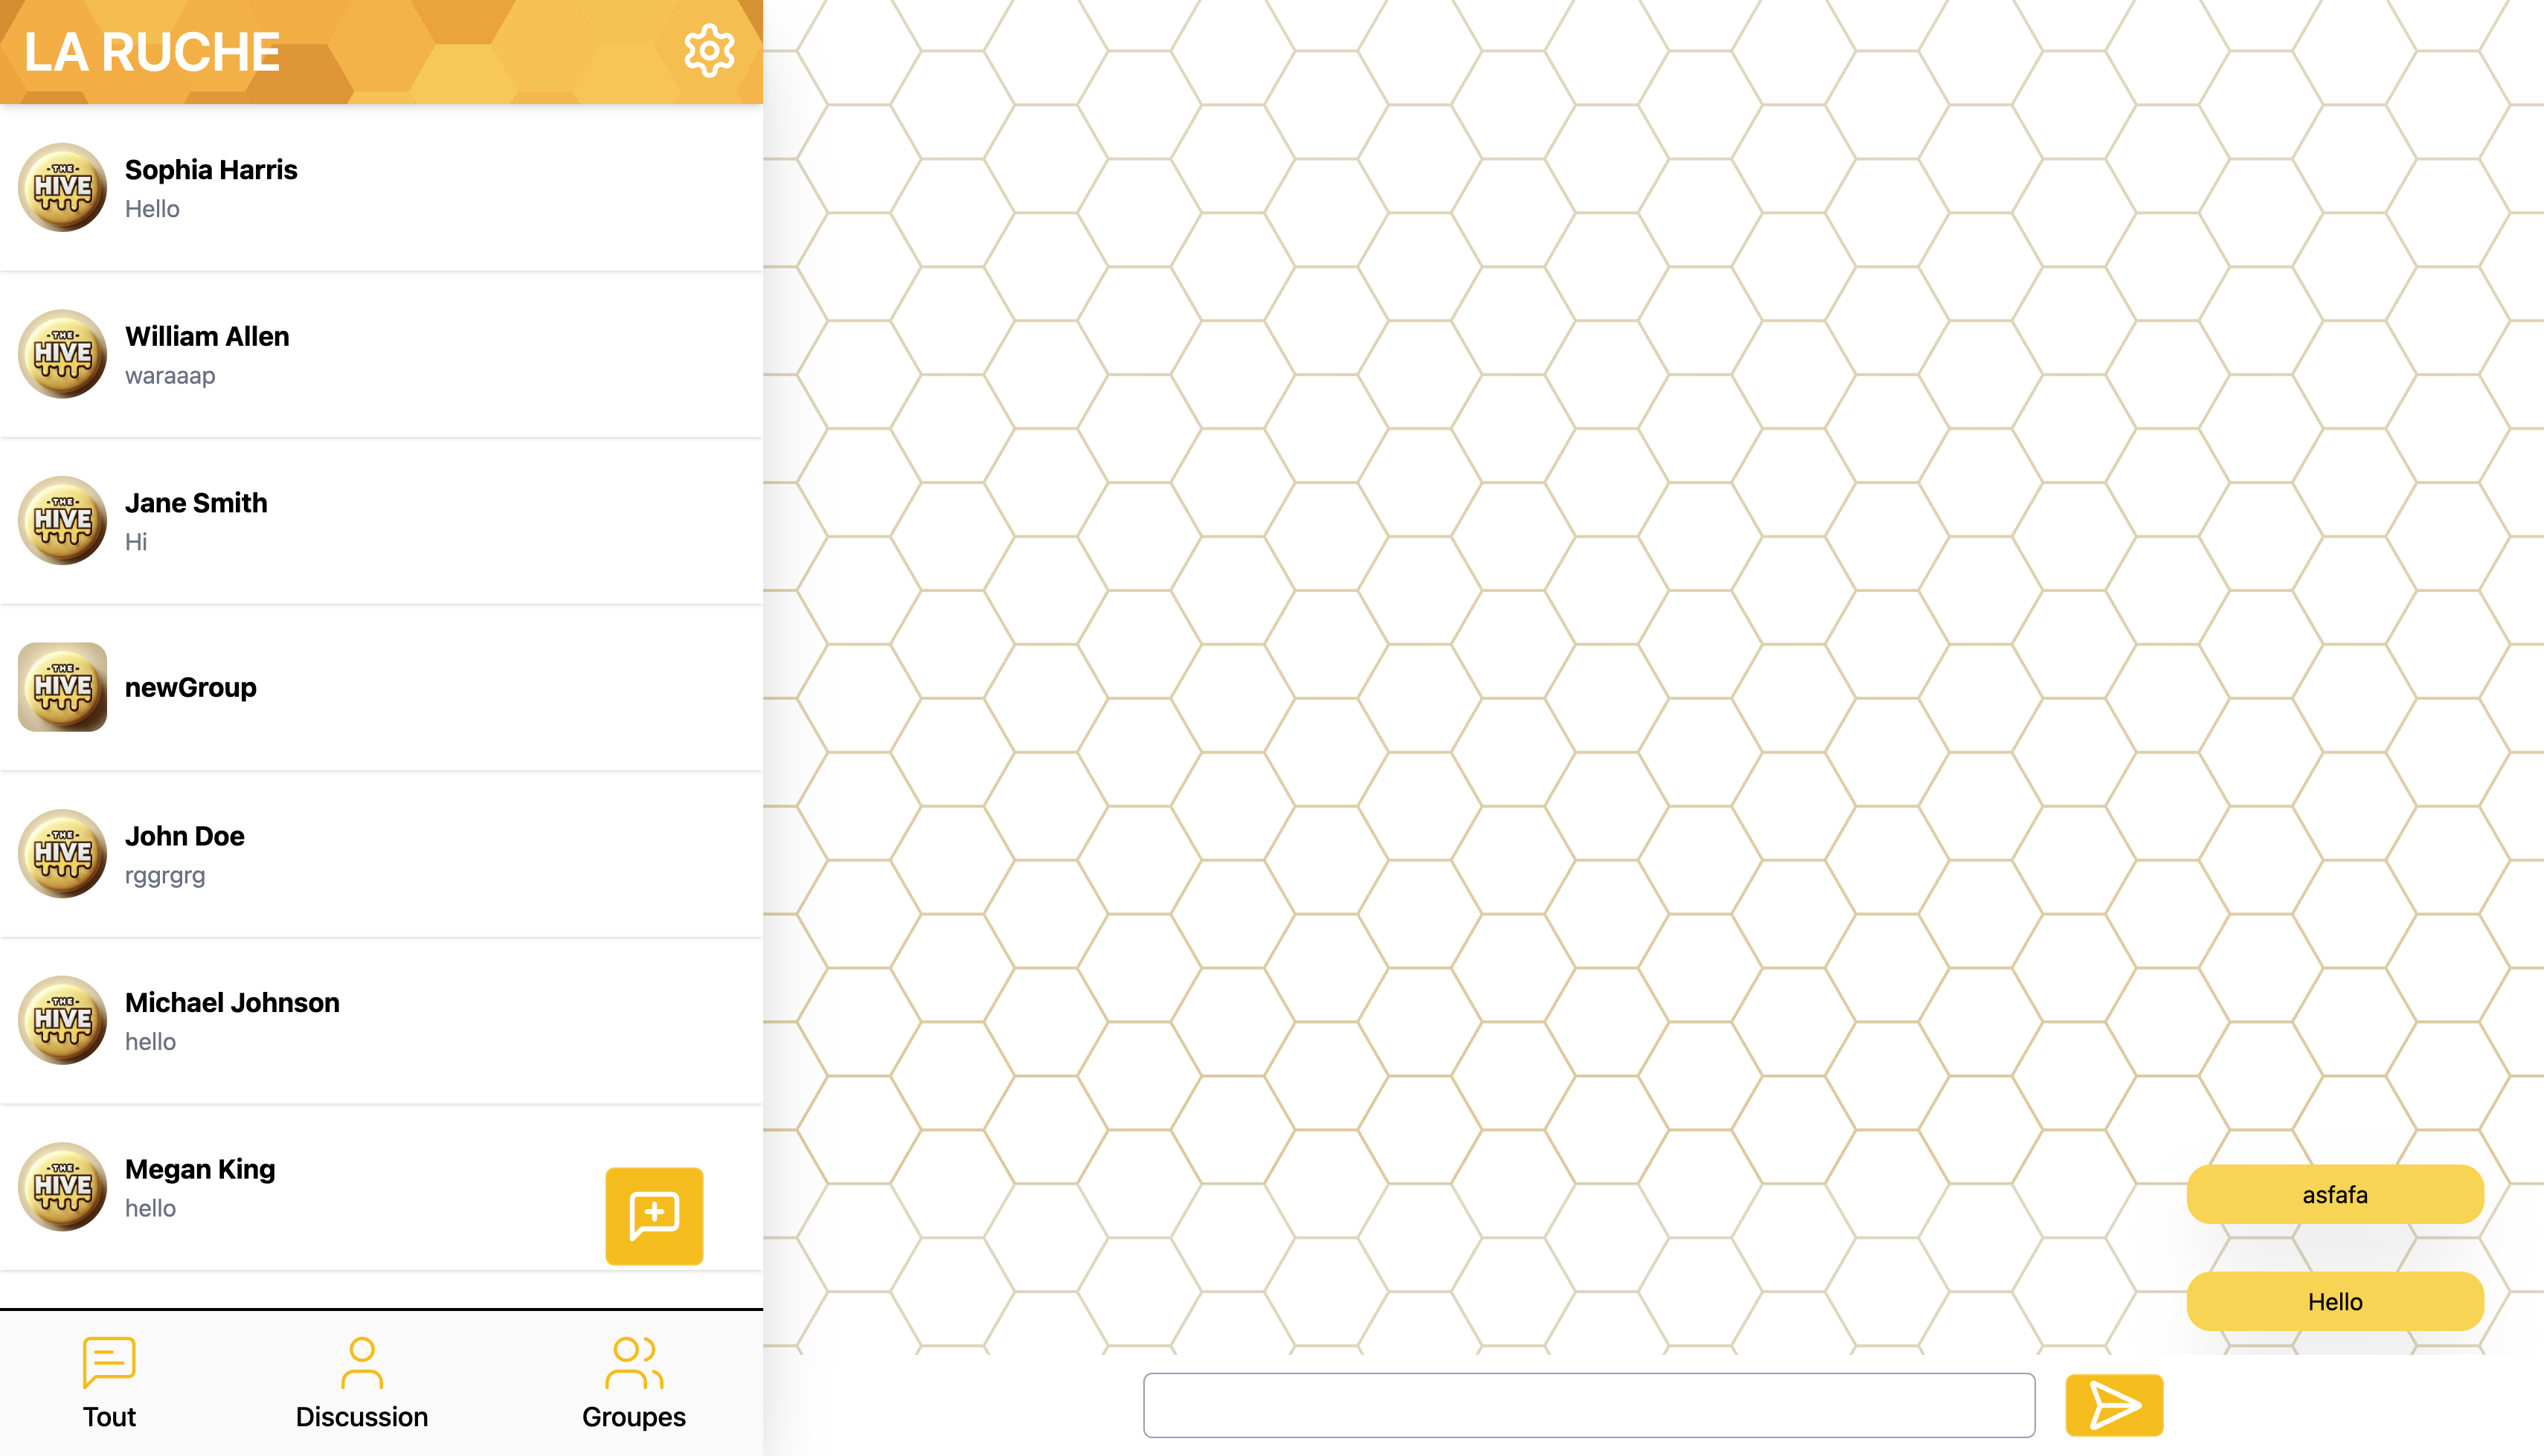 LA RUCHE
-THE-
HIVE
Sophia Harris
Hello
-THE-
HIVE
William Allen
waraaap
-THE-
HIVE
Jane Smith
Hi
-THE-
HIVE
newGroup
-THE-
HIVE
John Doe
rggrgrg
-THE-
HIVE
Michael Johnson
hello
-THE-
HIVE
Megan King
hello
Tout
Discussion
Groupes
asfafa
Hello